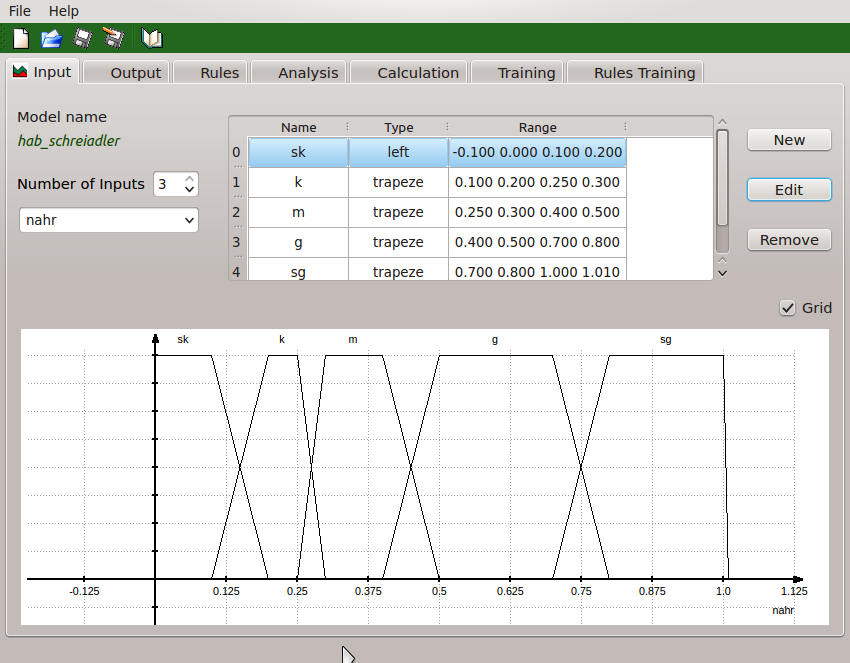 File Help
Input Output Rules Analysis Calculation Training Rules Training
Model name
hab_schreiadler
Number of Inputs 3
nahr
Name Type Range
0 sk left -0.100 0.000 0.100 0.200
1 k trapeze 0.100 0.200 0.250 0.300
2 m trapeze 0.250 0.300 0.400 0.500
3 g trapeze 0.400 0.500 0.700 0.800
4 sg trapeze 0.700 0.800 1.000 1.010
New
Edit
Remove
Grid
sk k m g sg
-0.125 0.125 0.25 0.375 0.5 0.625 0.75 0.875 1.0 1.125
nahr